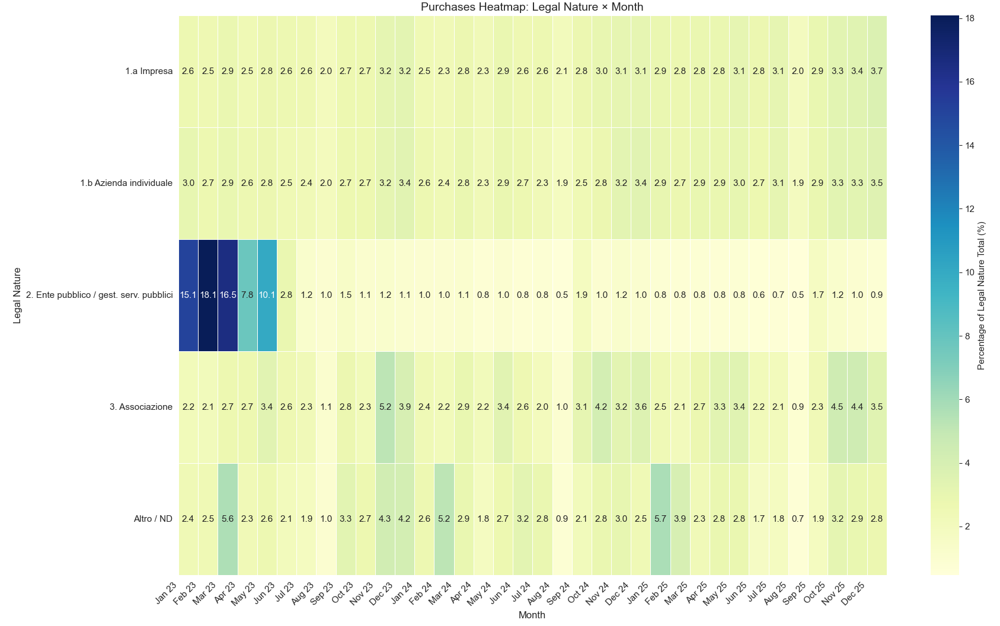 Purchases Heatmap: Legal Nature × Month
Legal Nature
1.a Impresa 2.6 2.5 2.9 2.5 2.8 2.6 2.6 2.0 2.7 2.7 3.2 3.2 2.5 2.3 2.8 2.3 2.9 2.6 2.6 2.1 2.8 3.0 3.1 3.1 2.9 2.8 2.8 2.8 3.1 2.8 3.1 2.0 2.9 3.3 3.4 3.7
1.b Azienda individuale 3.0 2.7 2.9 2.6 2.8 2.5 2.4 2.0 2.7 2.7 3.2 3.4 2.6 2.4 2.8 2.3 2.9 2.7 2.3 1.9 2.5 2.8 3.2 3.4 2.9 2.7 2.9 2.9 3.0 2.7 3.1 1.9 2.9 3.3 3.3 3.5
2. Ente pubblico / gest. serv. pubblici 15.1 18.1 16.5 7.8 10.1 2.8 1.2 1.0 1.5 1.1 1.2 1.1 1.0 1.0 1.1 0.8 1.0 0.8 0.8 0.5 1.9 1.0 1.2 1.0 0.8 0.8 0.8 0.8 0.8 0.6 0.7 0.5 1.7 1.2 1.0 0.9
3. Associazione 2.2 2.1 2.7 2.7 3.4 2.6 2.3 1.1 2.8 2.3 5.2 3.9 2.4 2.2 2.9 2.2 3.4 2.6 2.0 1.0 3.1 4.2 3.2 3.6 2.5 2.1 2.7 3.3 3.4 2.2 2.1 0.9 2.3 4.5 4.4 3.5
Altro / ND 2.4 2.5 5.6 2.3 2.6 2.1 1.9 1.0 3.3 2.7 4.3 4.2 2.6 5.2 2.9 1.8 2.7 3.2 2.8 0.9 2.1 2.8 3.0 2.5 5.7 3.9 2.3 2.8 2.8 1.7 1.8 0.7 1.9 3.2 2.9 2.8
Jan 23 Feb 23 Mar 23 Apr 23 May 23 Jun 23 Jul 23 Aug 23 Sep 23 Oct 23 Nov 23 Dec 23 Jan 24 Feb 24 Mar 24 Apr 24 May 24 Jun 24 Jul 24 Aug 24 Sep 24 Oct 24 Nov 24 Dec 24 Jan 25 Feb 25 Mar 25 Apr 25 May 25 Jun 25 Jul 25 Aug 25 Sep 25 Oct 25 Nov 25 Dec 25
Month
18
16
14
12
10
8
6
4
2
Percentage of Legal Nature Total (%)